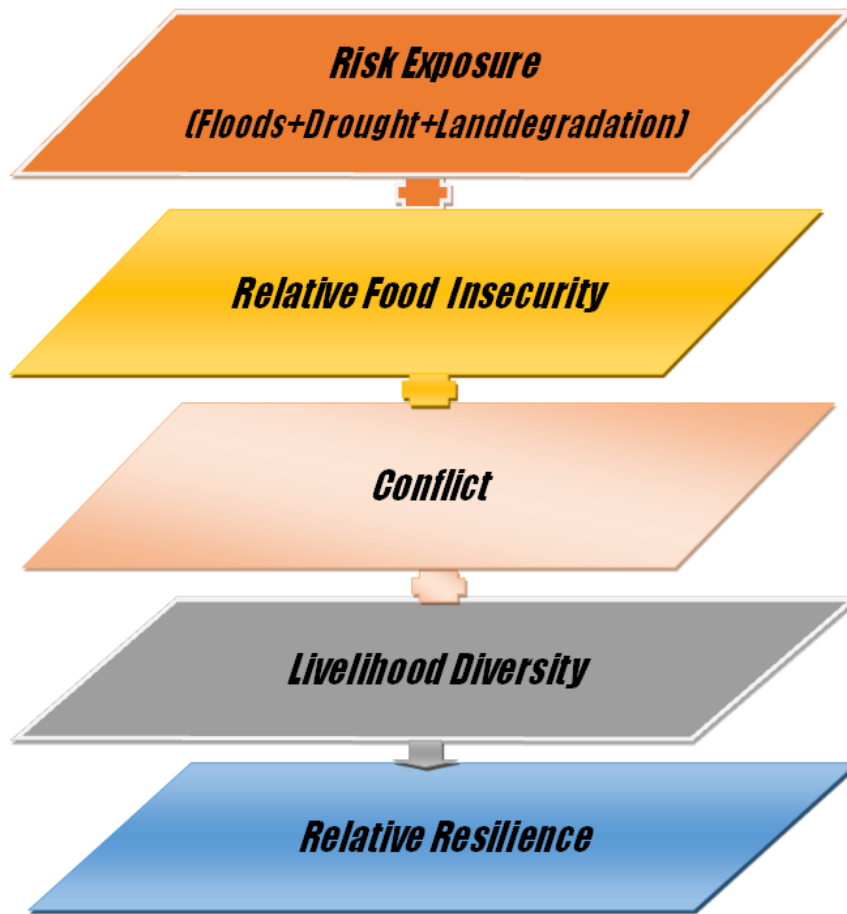 Risk Exposure
(Floods+Drought+Landdegradation)
Relative Food Insecurity
Conflict
Livelihood Diversity
Relative Resilience